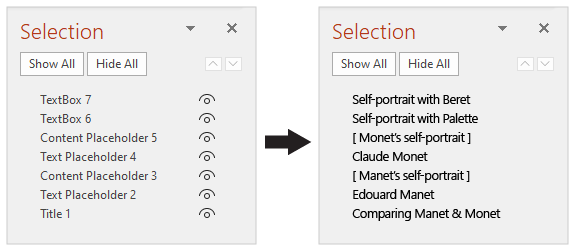 Selection
Show All
Hide All
TextBox 7
TextBox 6
Content Placeholder 5
Text Placeholder 4
Content Placeholder 3
Text Placeholder 2
Title 1
Selection
Show All
Hide All
Self-portrait with Beret
Self-portrait with Palette
[ Monet's self-portrait ]
Claude Monet
[ Manet's self-portrait ]
Edouard Manet
Comparing Manet & Monet